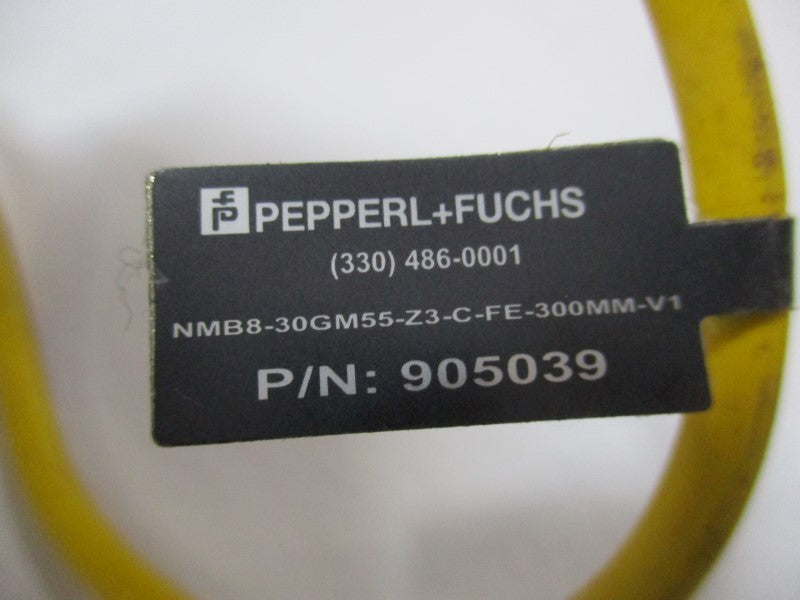 PEPPERL+FUCHS
(330) 486-0001
NMB8-30GM55-Z3-C-FE-300MM-V1
P/N: 905039